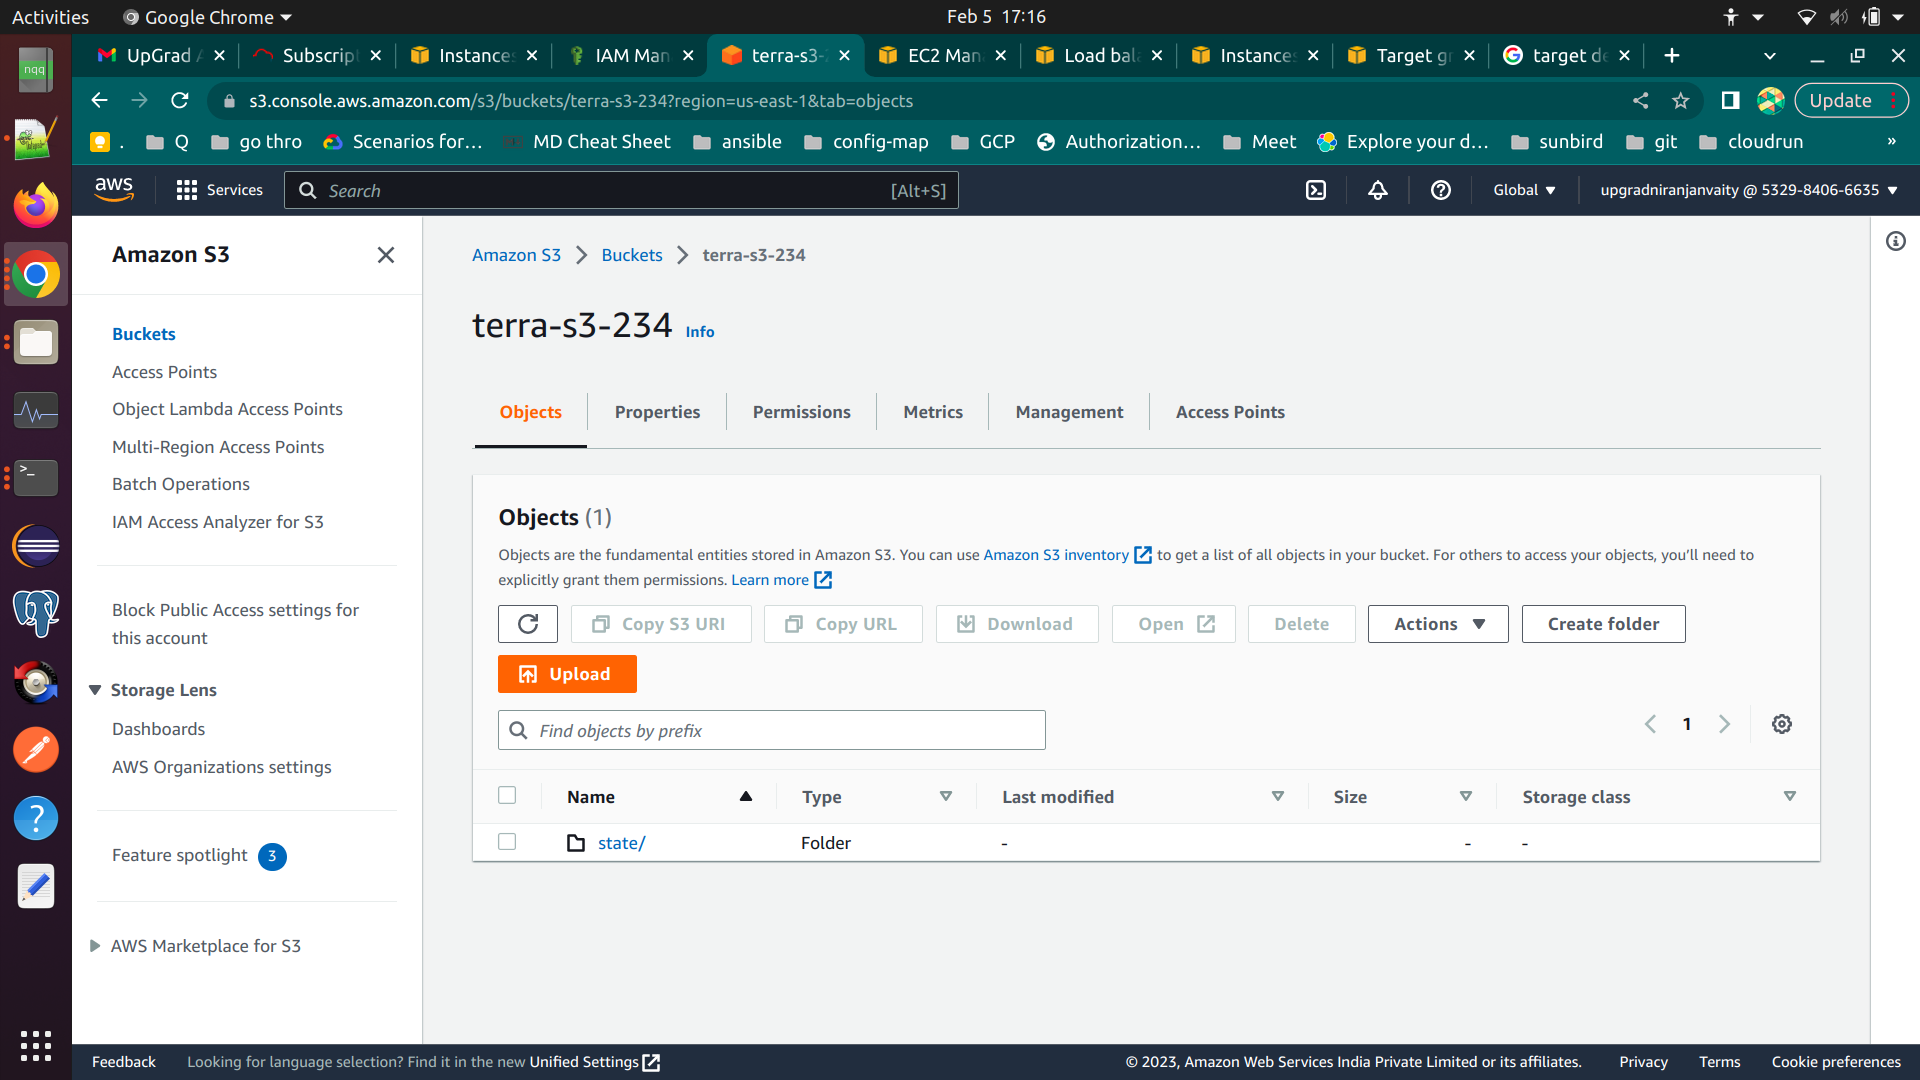 Activities
Google Chrome
Feb 5 17:16
UpGrad
Subscript
Instances
IAM Man
terra-s3-2
EC2 Man
Load bala
Instances
Target gr
target de
s3.console.aws.amazon.com/s3/buckets/terra-s3-234?region=us-east-1&tab=objects
Update
.
Q
go thro
Scenarios for…
MD Cheat Sheet
ansible
config-map
GCP
Authorization…
Meet
Explore your d…
sunbird
git
cloudrun
»
aws
Services
Search
[Alt+S]
Global
upgradniranjanvaity @ 5329-8406-6635
Amazon S3
Buckets
Access Points
Object Lambda Access Points
Multi-Region Access Points
Batch Operations
IAM Access Analyzer for S3
Block Public Access settings for
this account
Storage Lens
Dashboards
AWS Organizations settings
Feature spotlight 3
AWS Marketplace for S3
Amazon S3 > Buckets > terra-s3-234
terra-s3-234 Info
Objects
Properties
Permissions
Metrics
Management
Access Points
Objects (1)
Objects are the fundamental entities stored in Amazon S3. You can use Amazon S3 inventory to get a list of all objects in your bucket. For others to access your objects, you'll need to
explicitly grant them permissions. Learn more
Copy S3 URI
Copy URL
Download
Open
Delete
Actions
Create folder
Upload
Find objects by prefix
1
Name
Type
Last modified
Size
Storage class
state/
Folder
-
-
-
Feedback
Looking for language selection? Find it in the new Unified Settings
© 2023, Amazon Web Services India Private Limited or its affiliates.
Privacy
Terms
Cookie preferences
nqq